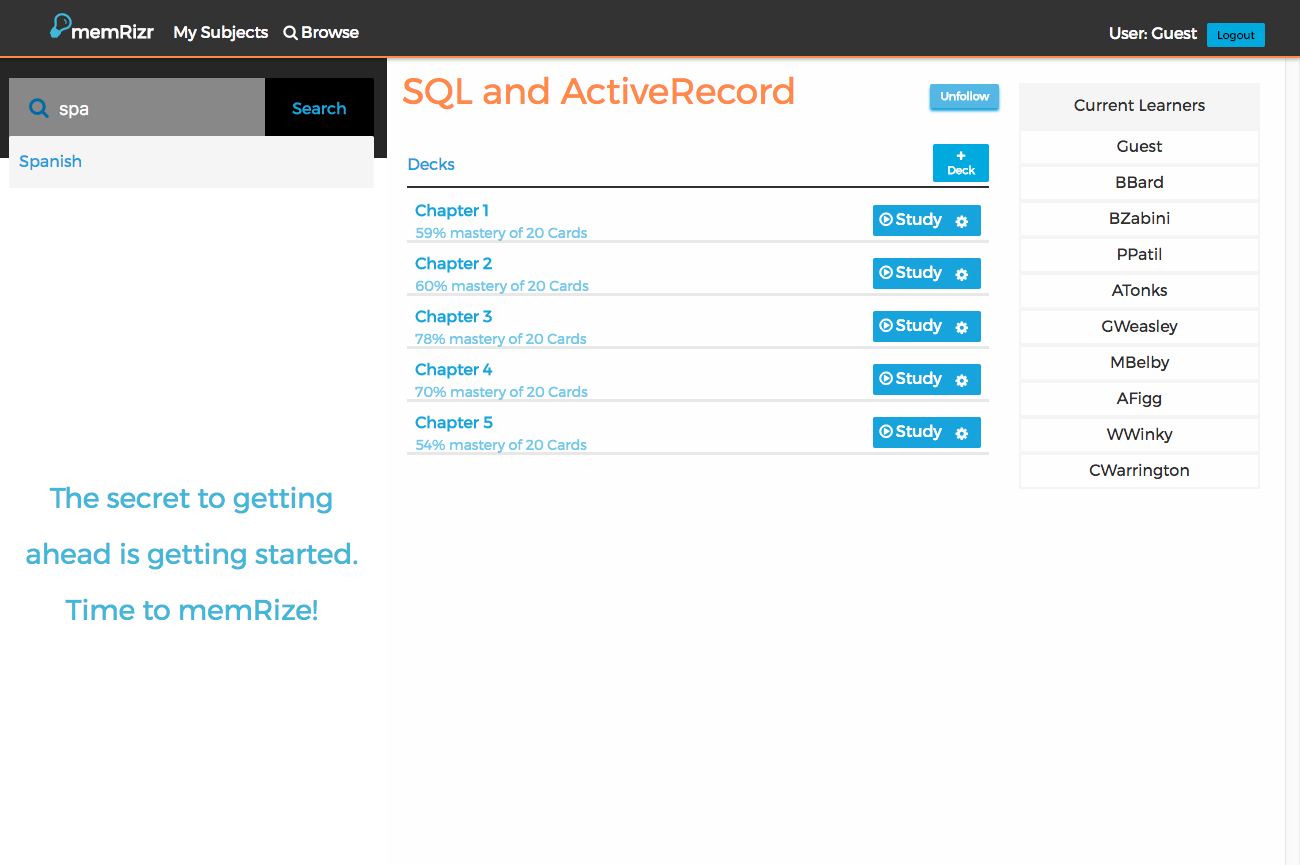 memRizr My Subjects Browse User: Guest Logout
spa Search
Spanish
The secret to getting
ahead is getting started.
Time to memRize!
SQL and ActiveRecord Unfollow
Decks + Deck
Chapter 1 Study
59% mastery of 20 Cards
Chapter 2 Study
60% mastery of 20 Cards
Chapter 3 Study
78% mastery of 20 Cards
Chapter 4 Study
70% mastery of 20 Cards
Chapter 5 Study
54% mastery of 20 Cards
Current Learners
Guest
BBard
BZabini
PPatil
ATonks
GWeasley
MBelby
AFigg
WWinky
CWarrington